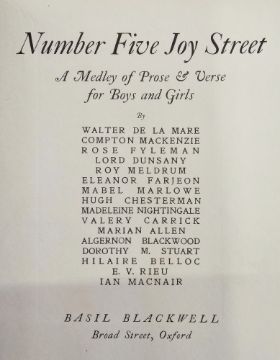 Number Five Joy Street
A Medley of Prose & Verse
for Boys and Girls
By
WALTER DE LA MARE
COMPTON MACKENZIE
ROSE FYLEMAN
LORD DUNSANY
ROY MELDRUM
ELEANOR FARJEON
MABEL MARLOWE
HUGH CHESTERMAN
MADELEINE NIGHTINGALE
VALERY CARRICK
MARIAN ALLEN
ALGERNON BLACKWOOD
DOROTHY M. STUART
HILAIRE BELLOC
E. V. RIEU
IAN MACNAIR
BASIL BLACKWELL
Broad Street, Oxford